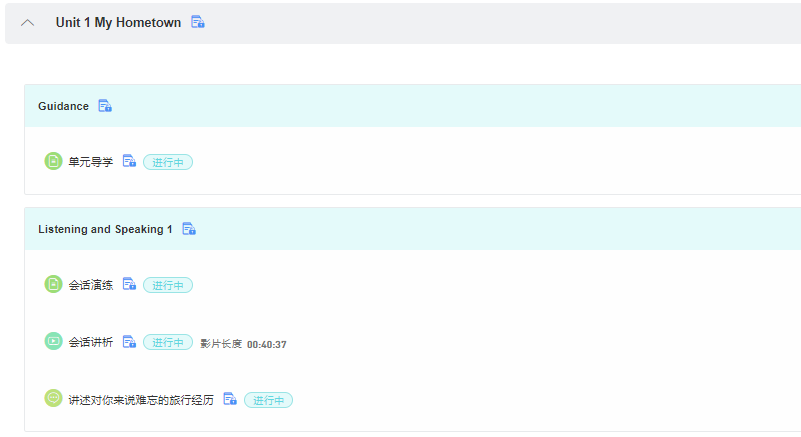 Unit 1 My Hometown
Guidance
单元导学 进行中
Listening and Speaking 1
会话演练 进行中
会话讲析 进行中 影片长度 00:40:37
讲述对你来说难忘的旅行经历 进行中